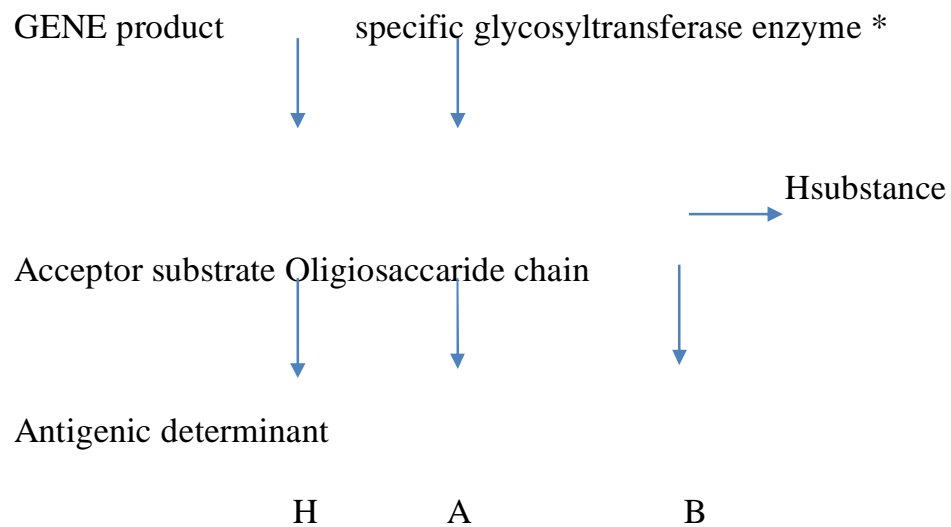 GENE product specific glycosyltransferase enzyme *
Hsubstance
Acceptor substrate Oligiosaccaride chain
Antigenic determinant
H A B